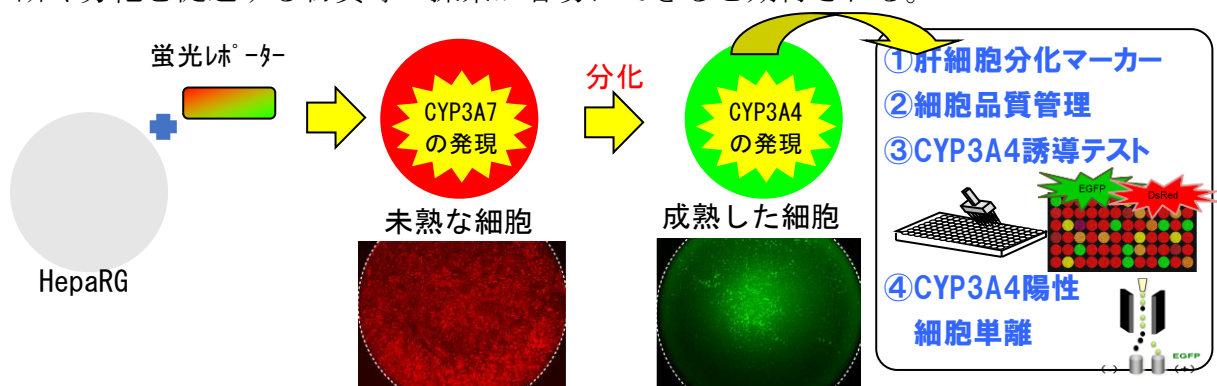 蛍光ﾚﾎﾟｰﾀｰ
HepaRG
CYP3A7
の発現
未熟な細胞
分化
CYP3A4
の発現
成熟した細胞
①肝細胞分化マーカー
②細胞品質管理
③CYP3A4誘導テスト
EGFP
DsRed
④CYP3A4陽性
細胞単離
EGFP
(-)
(+)